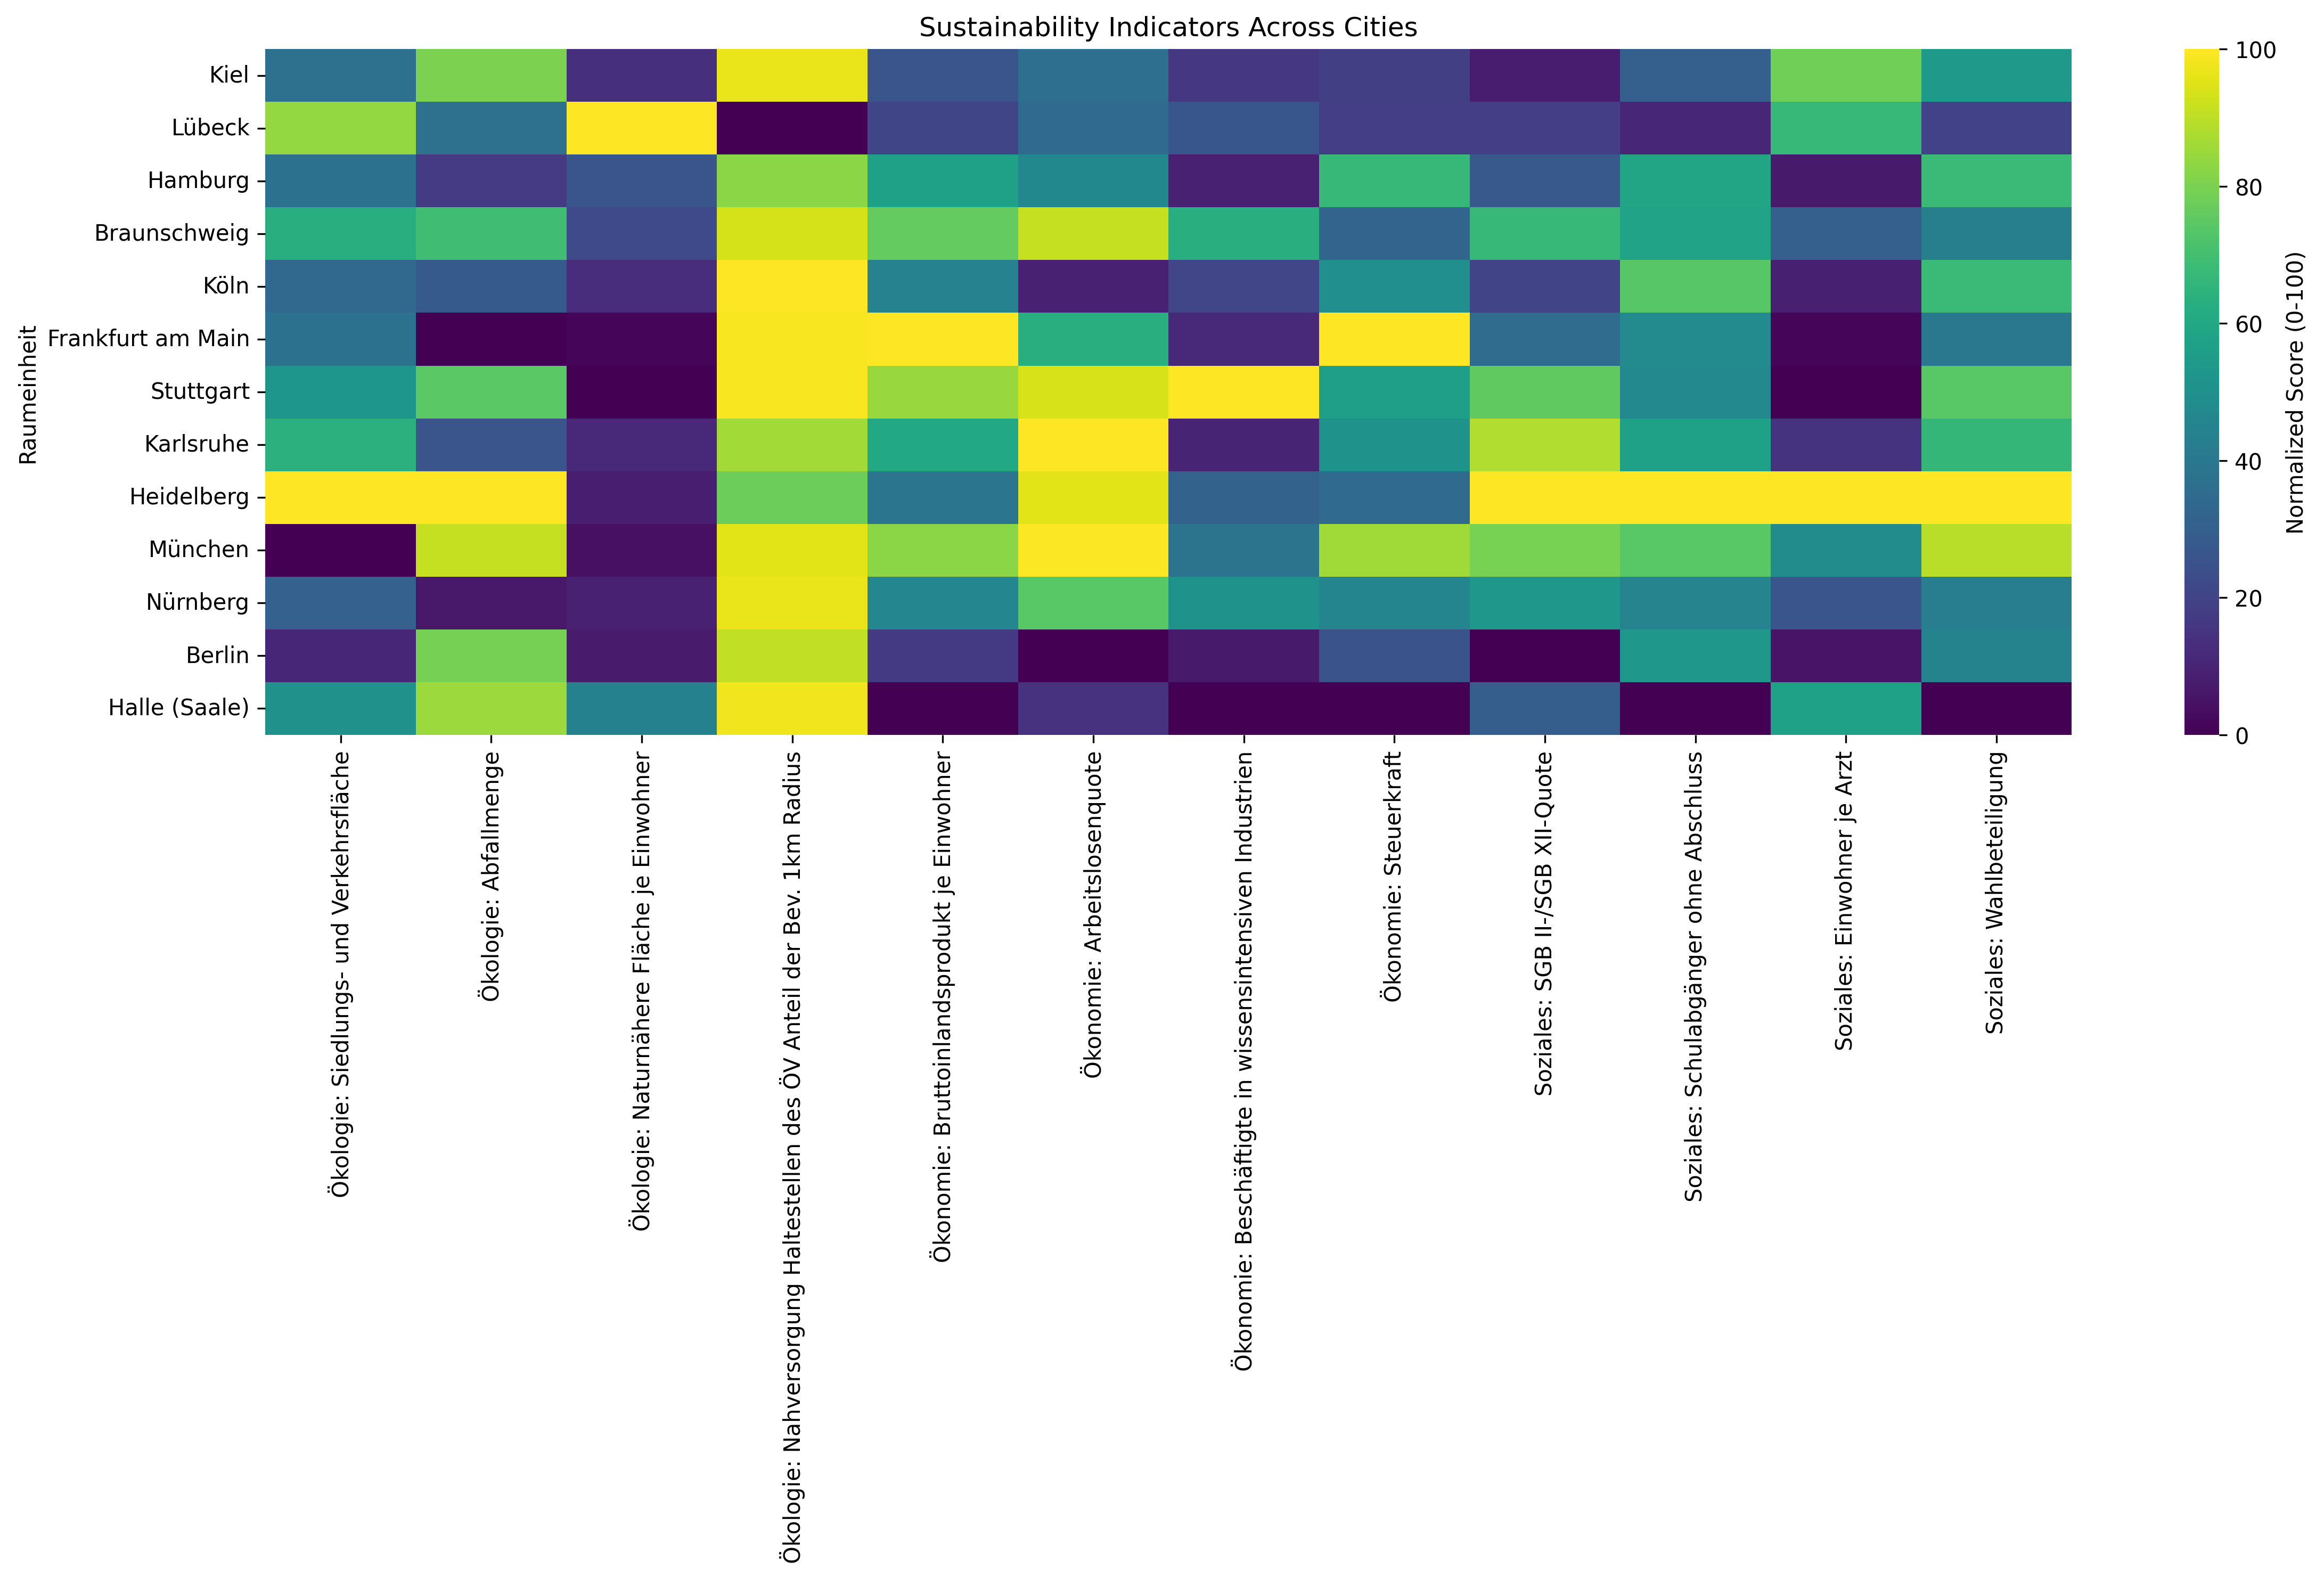 Sustainability Indicators Across Cities
Raumeinheit
Kiel
Lübeck
Hamburg
Braunschweig
Köln
Frankfurt am Main
Stuttgart
Karlsruhe
Heidelberg
München
Nürnberg
Berlin
Halle (Saale)
Ökologie: Siedlungs- und Verkehrsfläche
Ökologie: Abfallmenge
Ökologie: Naturnähere Fläche je Einwohner
Ökologie: Nahversorgung Haltestellen des ÖV Anteil der Bev. 1km Radius
Ökonomie: Bruttoinlandsprodukt je Einwohner
Ökonomie: Arbeitslosenquote
Ökonomie: Beschäftigte in wissensintensiven Industrien
Ökonomie: Steuerkraft
Soziales: SGB II-/SGB XII-Quote
Soziales: Schulabgänger ohne Abschluss
Soziales: Einwohner je Arzt
Soziales: Wahlbeteiligung
100
80
60
40
20
0
Normalized Score (0-100)